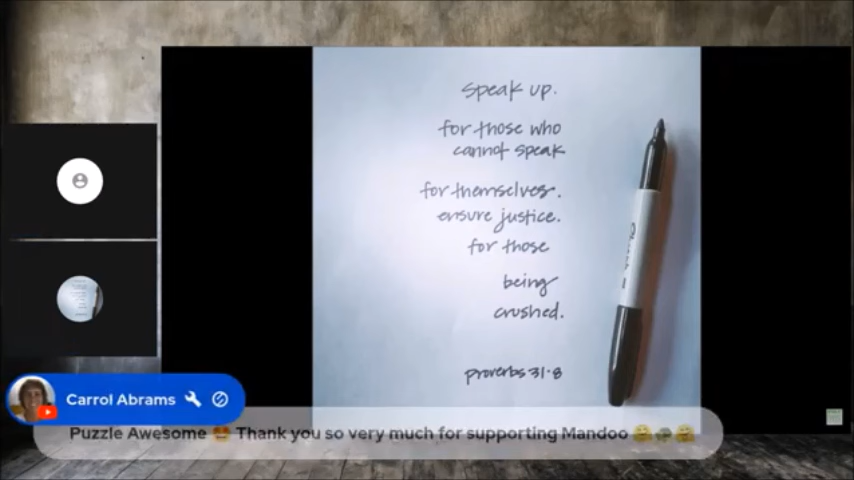 speak up.
for those who
cannot speak
for themselves.
ensure justice.
for those
being
crushed.
proverbs 31·8
Sharpie
Carrol Abrams
Puzzle Awesome 🤩 Thank you so very much for supporting Mandoo